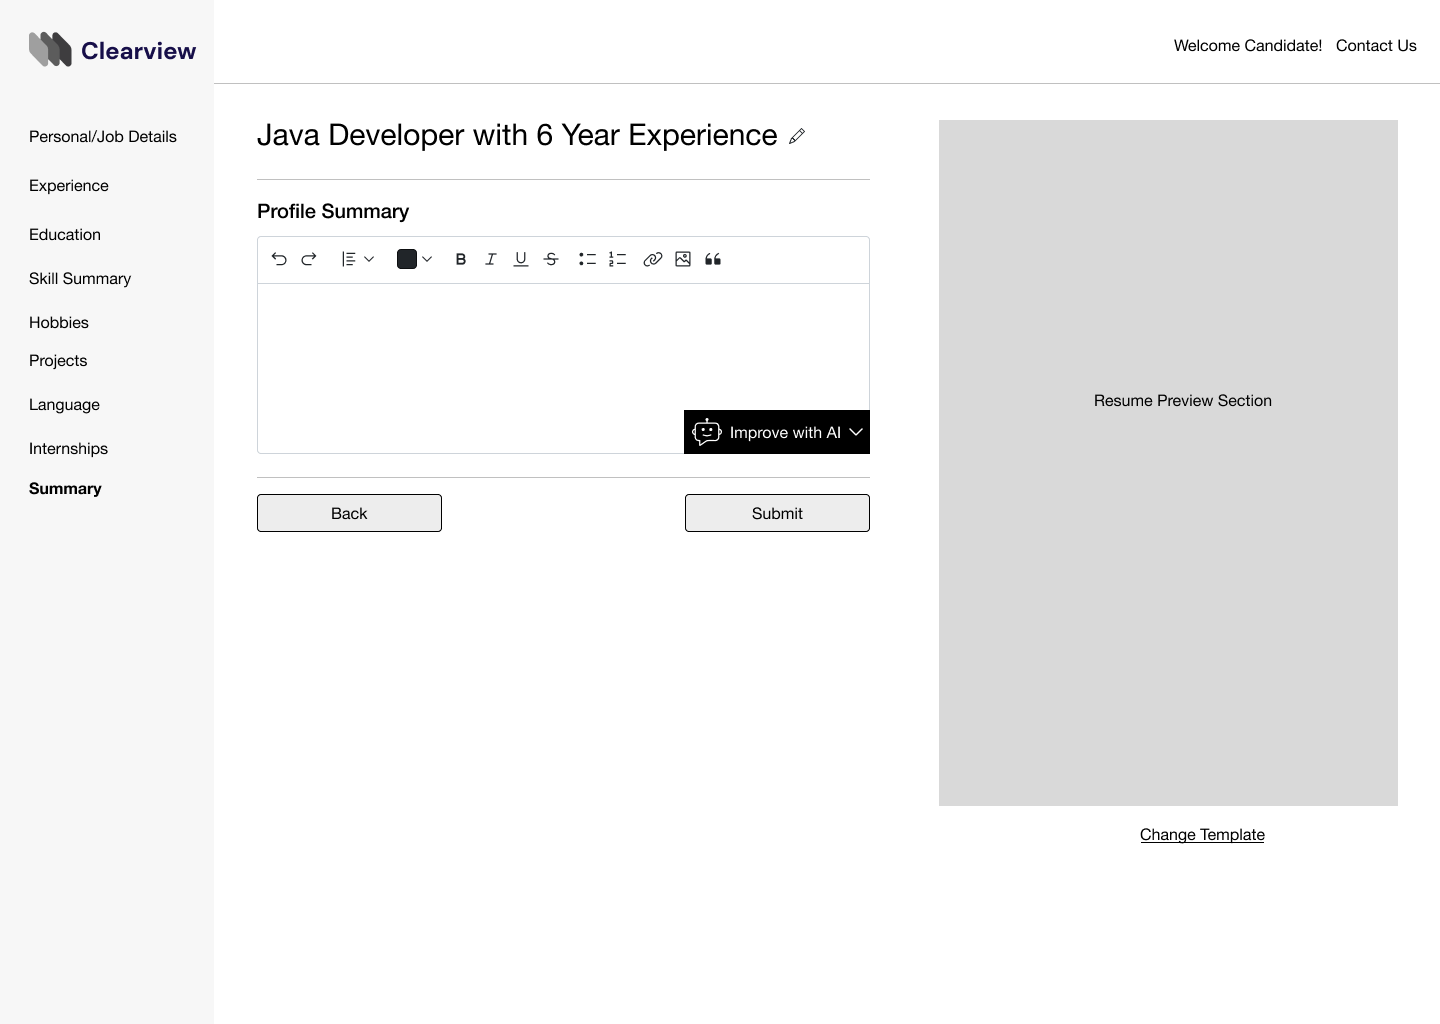 Clearview
Welcome Candidate! Contact Us
Personal/Job Details
Experience
Education
Skill Summary
Hobbies
Projects
Language
Internships
Summary
Java Developer with 6 Year Experience
Profile Summary
B I U S
Improve with AI
Back
Submit
Resume Preview Section
Change Template